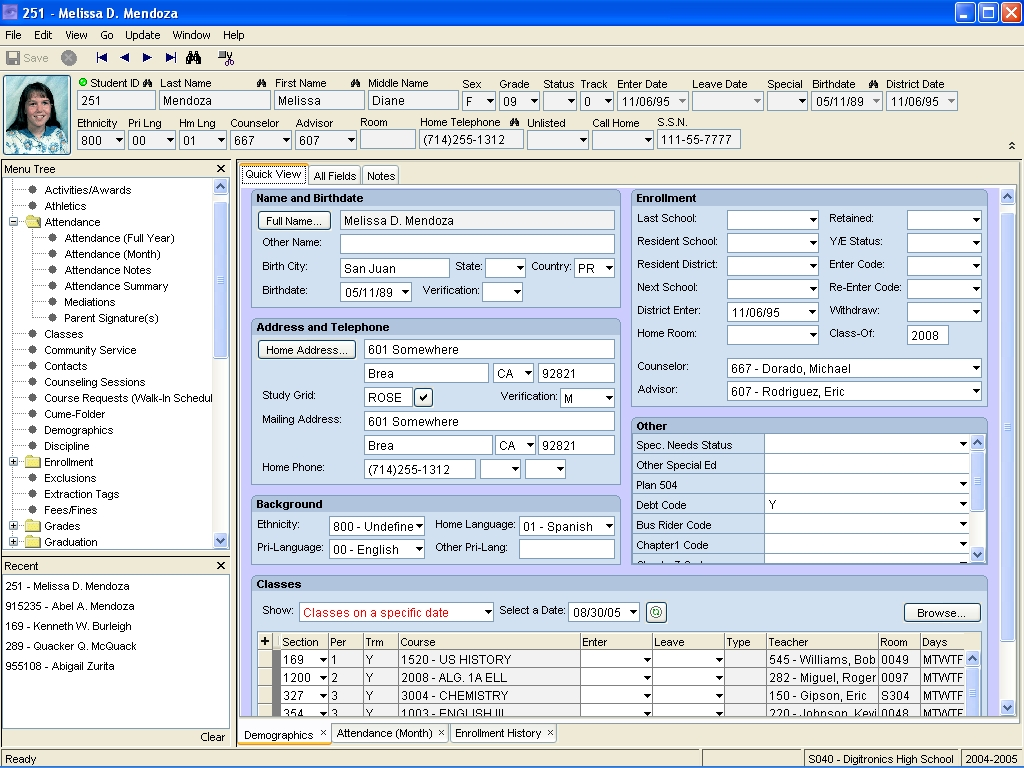 251 - Melissa D. Mendoza
File Edit View Go Update Window Help
Save
Student ID Last Name First Name Middle Name Sex Grade Status Track Enter Date Leave Date Special Birthdate District Date
251 Mendoza Melissa Diane F 09 0 11/06/95 05/11/89 11/06/95
Ethnicity Pri Lng Hm Lng Counselor Advisor Room Home Telephone Unlisted Call Home S.S.N.
800 00 01 667 607 (714)255-1312 111-55-7777
Menu Tree
Activities/Awards
Athletics
Attendance
Attendance (Full Year)
Attendance (Month)
Attendance Notes
Attendance Summary
Mediations
Parent Signature(s)
Classes
Community Service
Contacts
Counseling Sessions
Course Requests (Walk-In Schedul
Cume-Folder
Demographics
Discipline
Enrollment
Exclusions
Extraction Tags
Fees/Fines
Grades
Graduation
Recent
251 - Melissa D. Mendoza
915235 - Abel A. Mendoza
169 - Kenneth W. Burleigh
289 - Quacker Q. McQuack
955108 - Abigail Zurita
Clear
Quick View All Fields Notes
Name and Birthdate
Full Name... Melissa D. Mendoza
Other Name:
Birth City: San Juan State: Country: PR
Birthdate: 05/11/89 Verification:
Address and Telephone
Home Address... 601 Somewhere
Brea CA 92821
Study Grid: ROSE Verification: M
Mailing Address: 601 Somewhere
Brea CA 92821
Home Phone: (714)255-1312
Background
Ethnicity: 800 - Undefine Home Language: 01 - Spanish
Pri-Language: 00 - English Other Pri-Lang:
Enrollment
Last School: Retained:
Resident School: Y/E Status:
Resident District: Enter Code:
Next School: Re-Enter Code:
District Enter: 11/06/95 Withdraw:
Home Room: Class-Of: 2008
Counselor: 667 - Dorado, Michael
Advisor: 607 - Rodriguez, Eric
Other
Spec. Needs Status
Other Special Ed
Plan 504
Debt Code Y
Bus Rider Code
Chapter1 Code
Classes
Show: Classes on a specific date Select a Date: 08/30/05 Browse...
+ Section Per Trm Course Enter Leave Type Teacher Room Days
169 1 Y 1520 - US HISTORY 545 - Williams, Bob 0049 MTWTF
1200 2 Y 2008 - ALG. 1A ELL 282 - Miguel, Roger 0097 MTWTF
327 3 Y 3004 - CHEMISTRY 150 - Gipson, Eric S304 MTWTF
354 3 Y 1003 - ENGLISH III 220 - Johnson, Kevi 0048 MTWTF
Demographics Attendance (Month) Enrollment History
Ready S040 - Digitronics High School 2004-2005